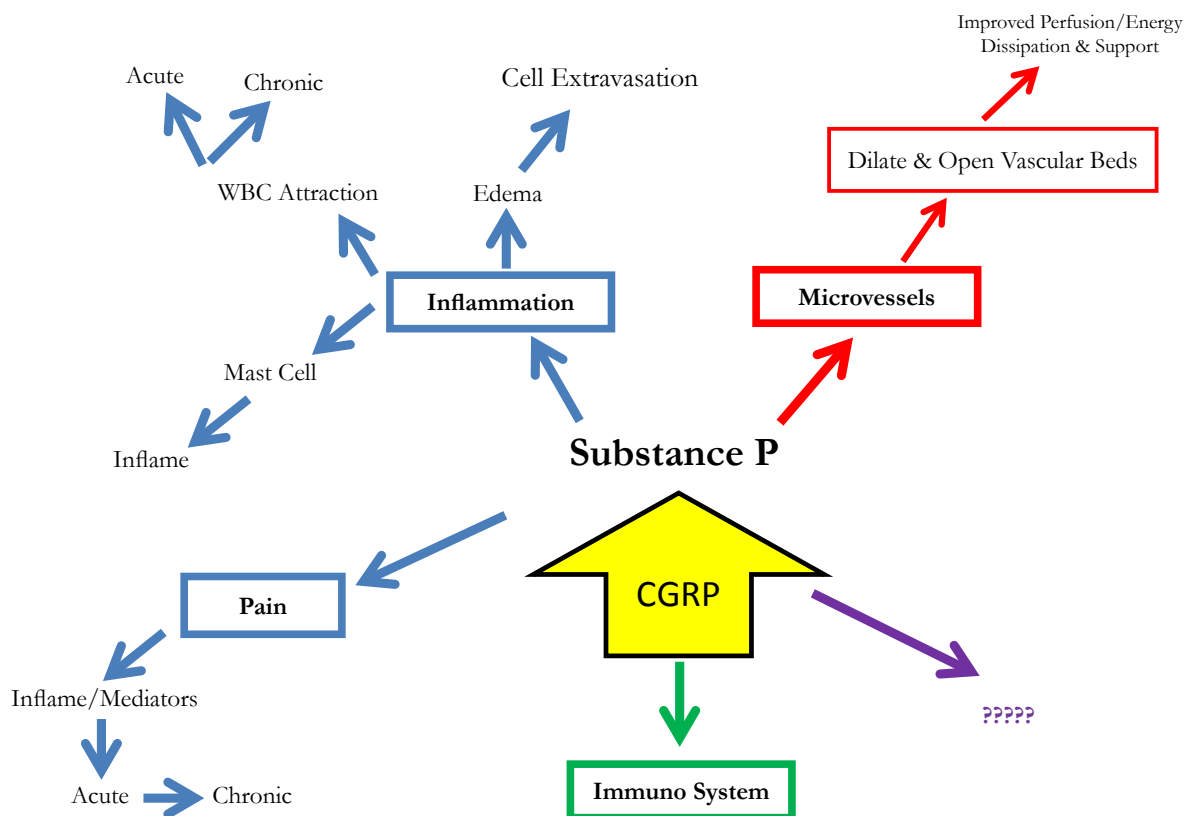 Improved Perfusion/Energy
Dissipation & Support
Acute
Chronic
Cell Extravasation
Dilate & Open Vascular Beds
WBC Attraction
Edema
Inflammation
Microvessels
Mast Cell
Inflame
Substance P
CGRP
Pain
Inflame/Mediators
?????
Acute
Chronic
Immuno System